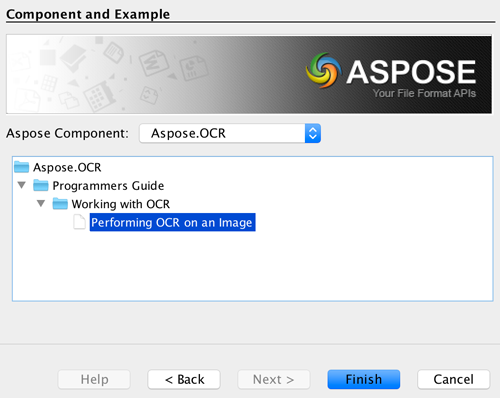 Component and Example
ASPOSE
Your File Format APIs
Aspose Component: Aspose.OCR
Aspose.OCR
Programmers Guide
Working with OCR
Performing OCR on an Image
Help < Back Next > Finish Cancel